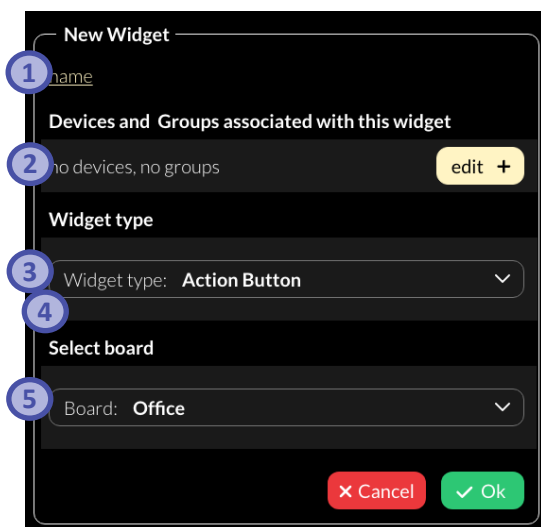 New Widget
1 name
Devices and Groups associated with this widget
2 no devices, no groups edit +
Widget type
3 Widget type: Action Button
4
Select board
5 Board: Office
Cancel Ok